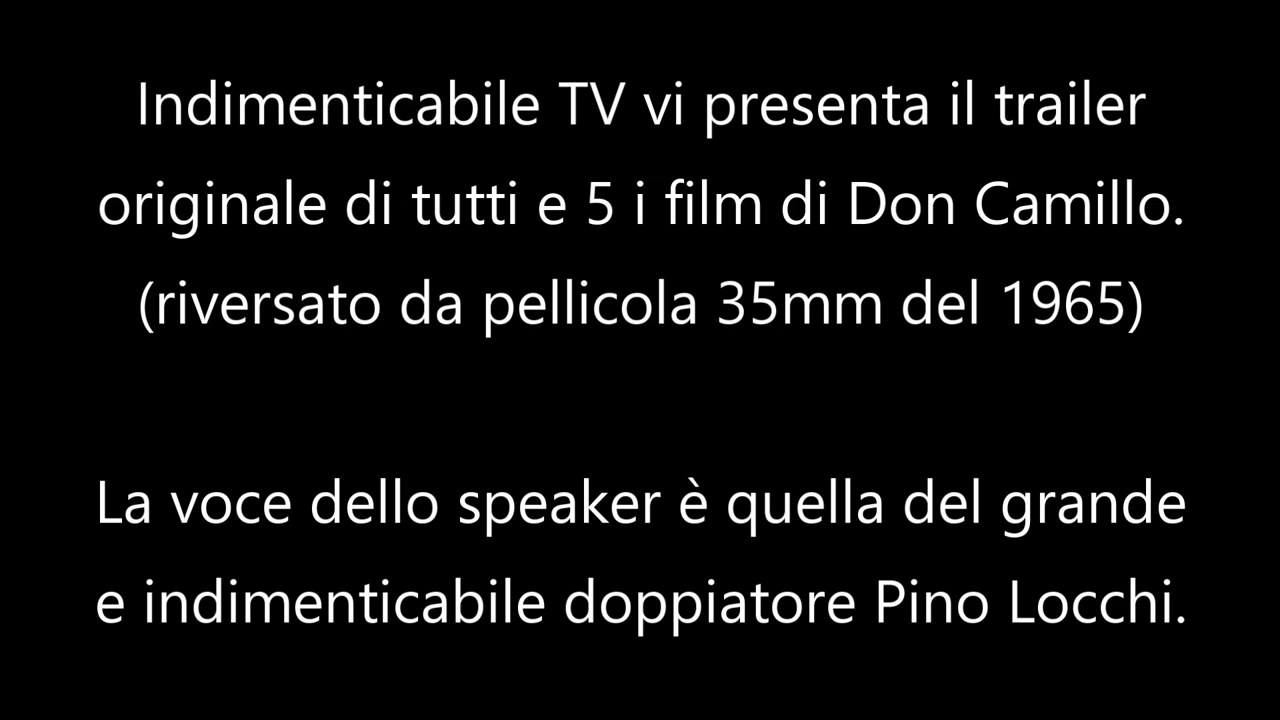 Indimenticabile TV vi presenta il trailer
originale di tutti e 5 i film di Don Camillo.
(riversato da pellicola 35mm del 1965)
La voce dello speaker è quella del grande
e indimenticabile doppiatore Pino Locchi.